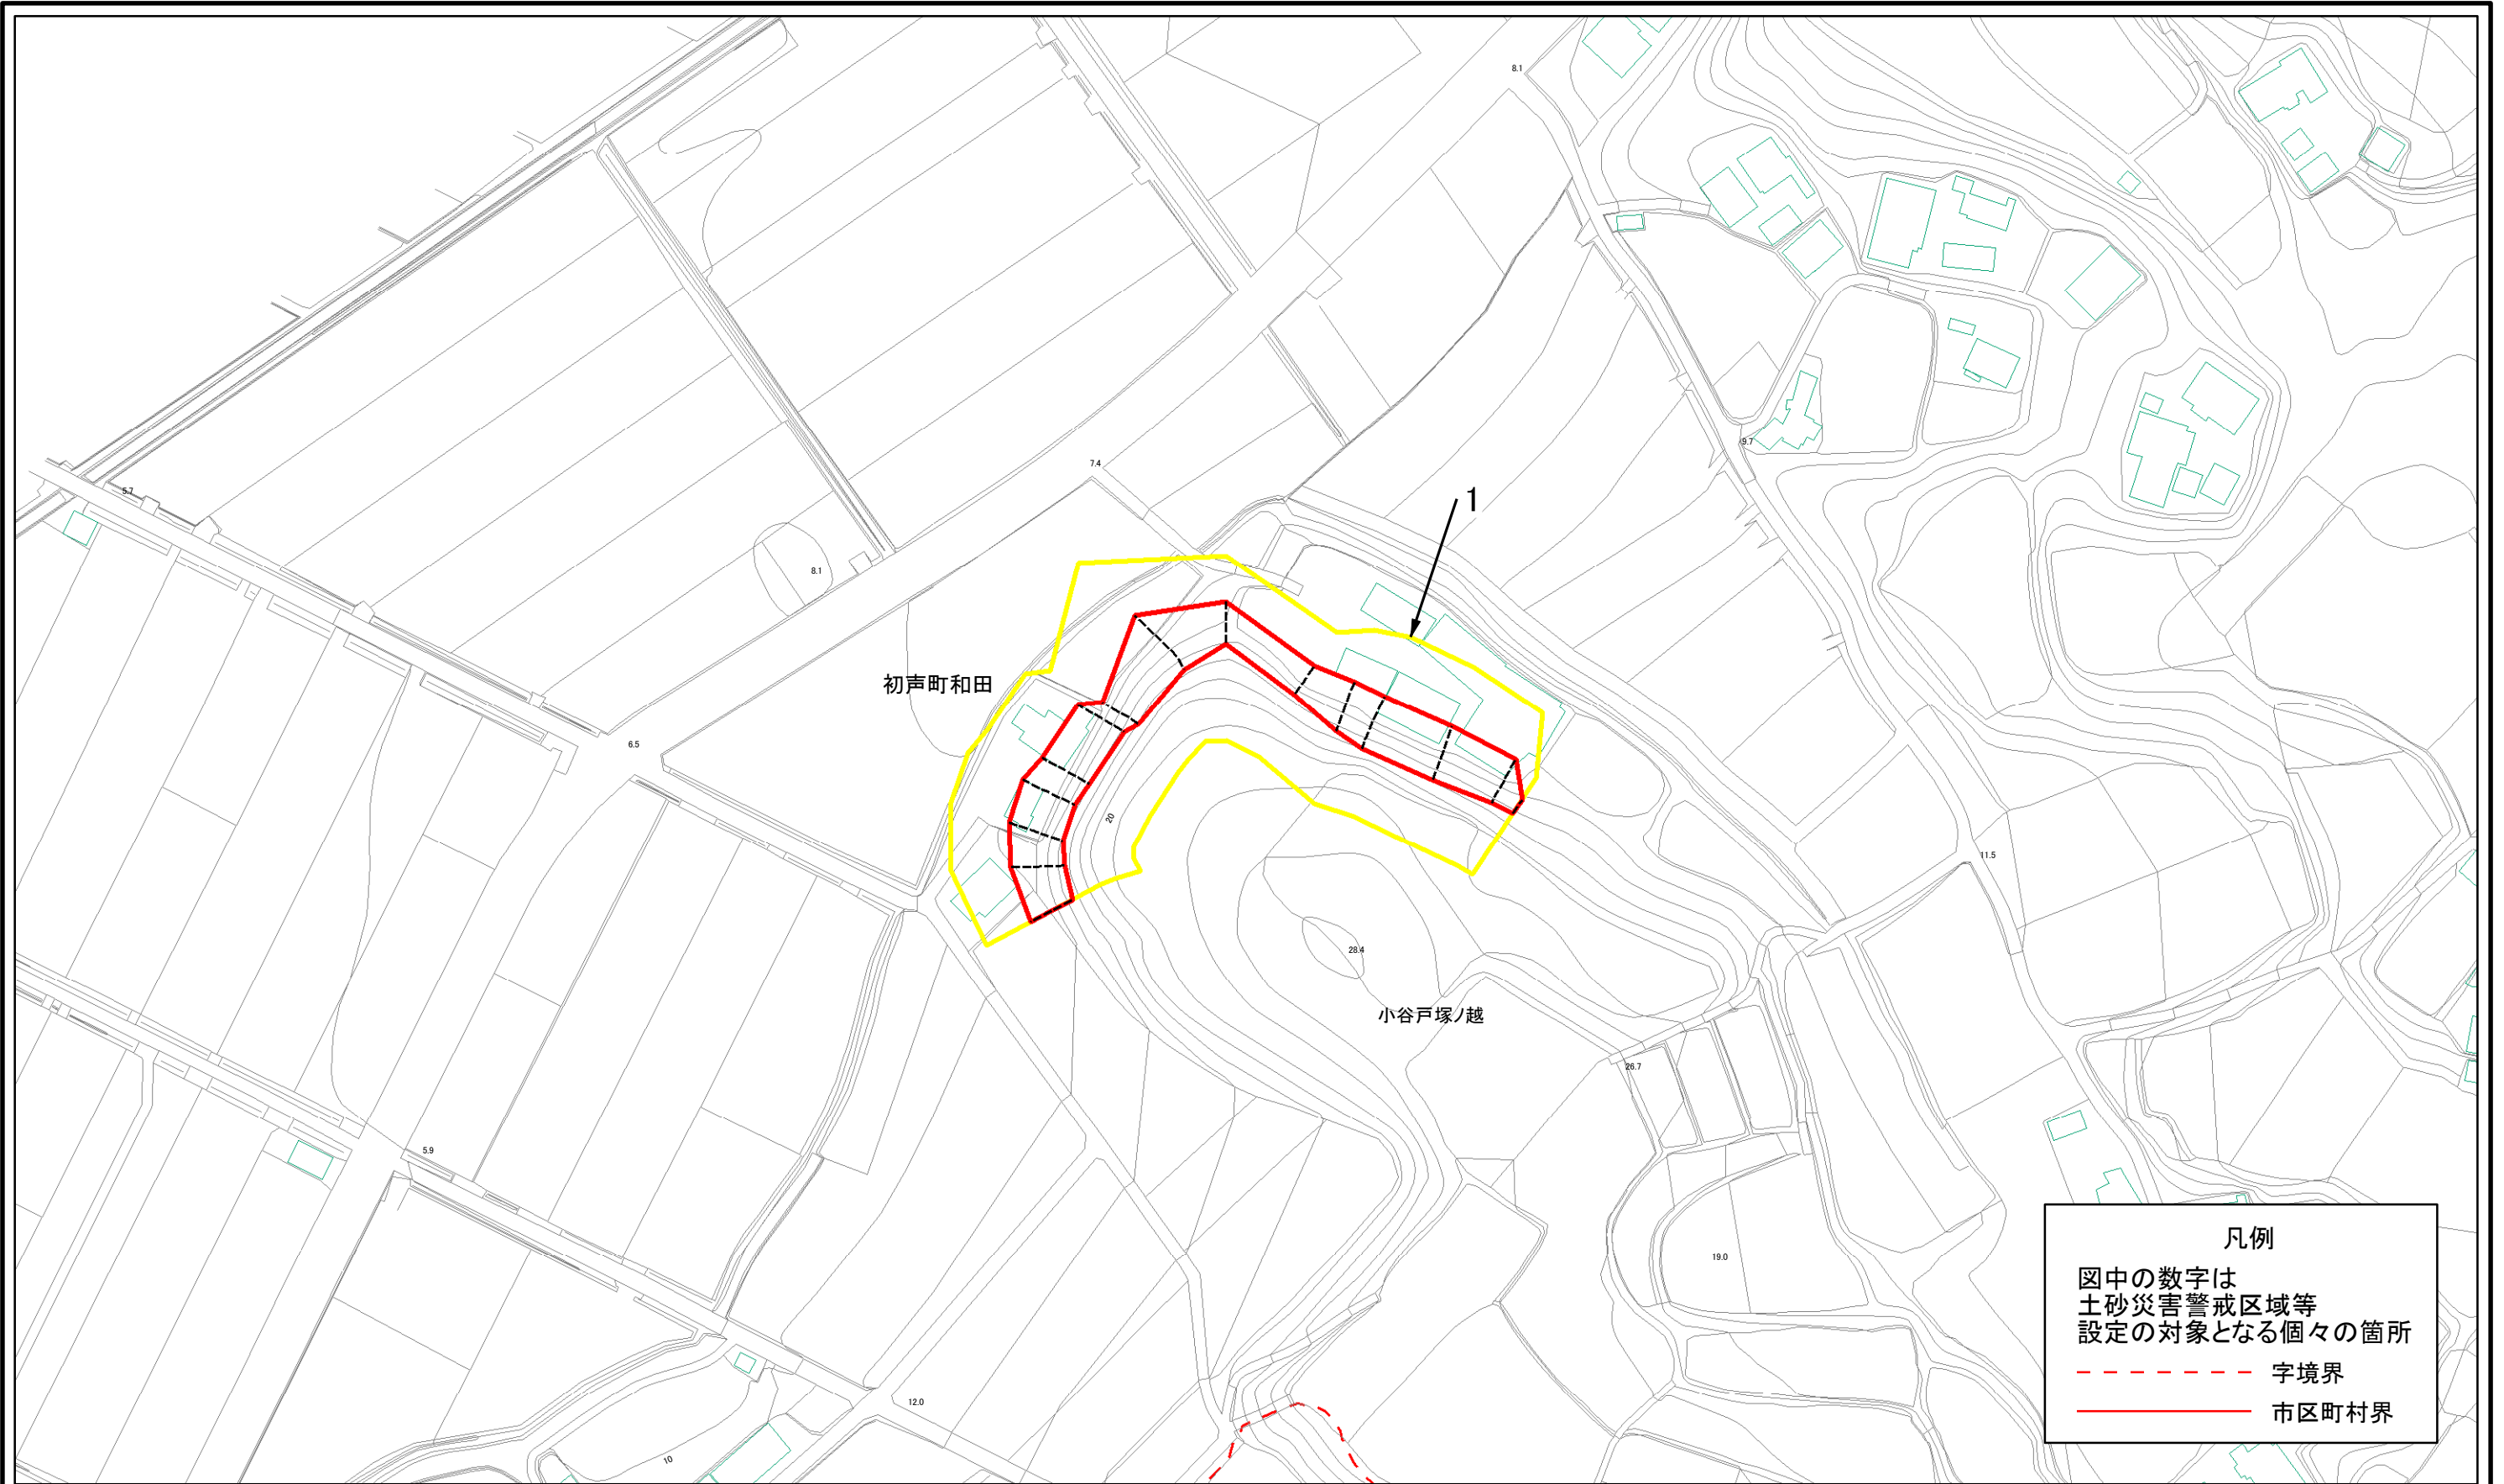 8.1
9.7
7.4
5.7
1
8.1
初声町和田
6.5
20
11.5
28.4
小谷戸塚ノ越
26.7
5.9
19.0
12.0
10
凡例
図中の数字は
土砂災害警戒区域等
設定の対象となる個々の箇所
字境界
市区町村界